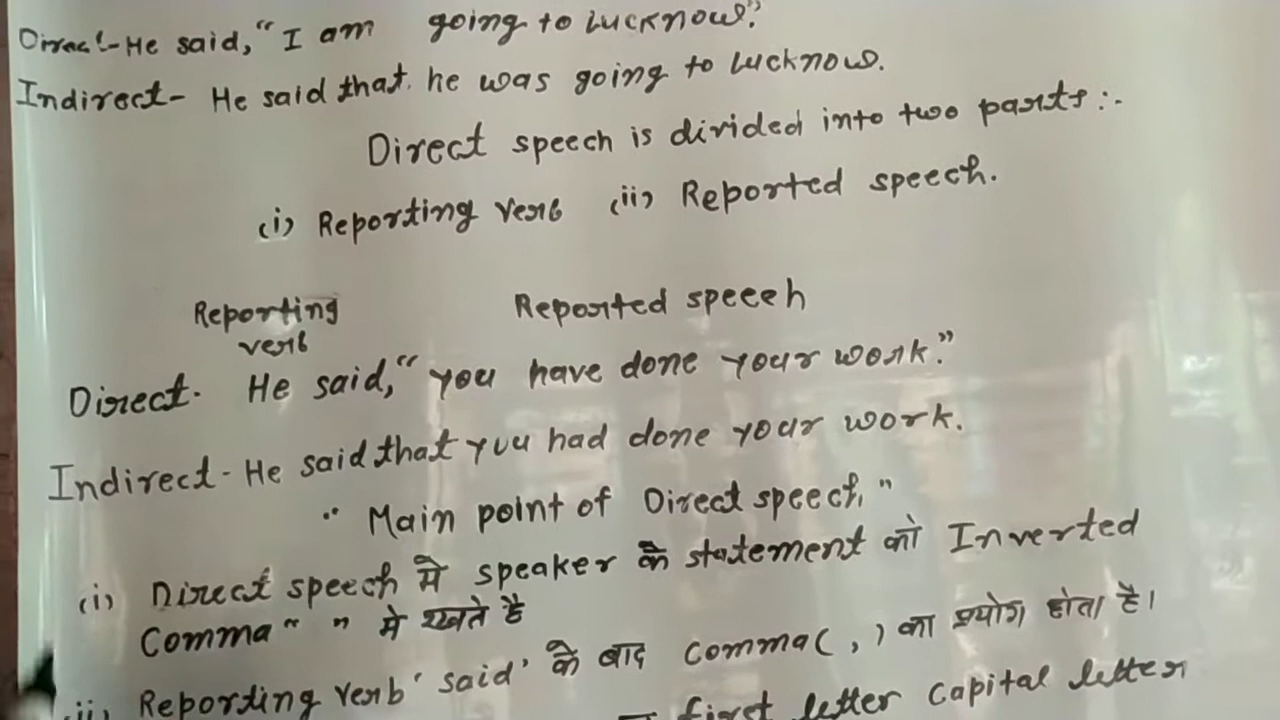 Direct-He said, "I am going to Lucknow."
Indirect- He said that he was going to Lucknow.
Direct speech is divided into two parts:-
(i) Reporting verb (ii) Reported speech.
Reporting verb Reported speech
Direct- He said, "you have done your work."
Indirect- He said that you had done your work.
"Main point of Direct speech"
(i) Direct speech मे speaker के statement को Inverted
Comma " " मे रखते है
(ii) Reporting verb 'said' के बाद comma(,) का प्रयोग होता है।
first letter capital letter